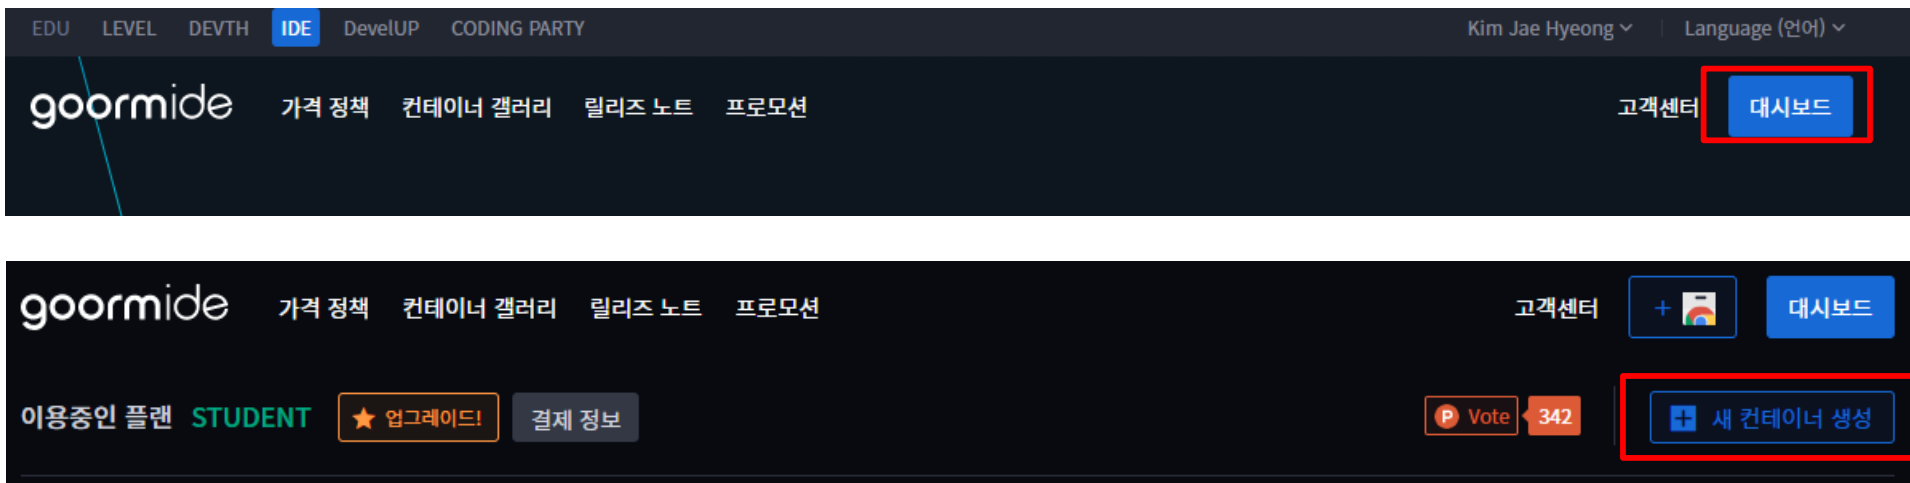 EDU LEVEL DEVTH IDE DevelUP CODING PARTY Kim Jae Hyeong Language (언어)
goormide 가격 정책 컨테이너 갤러리 릴리즈 노트 프로모션 고객센터 대시보드
goormide 가격 정책 컨테이너 갤러리 릴리즈 노트 프로모션 고객센터 + 대시보드
이용중인 플랜 STUDENT 업그레이드! 결제 정보 P Vote 342 + 새 컨테이너 생성